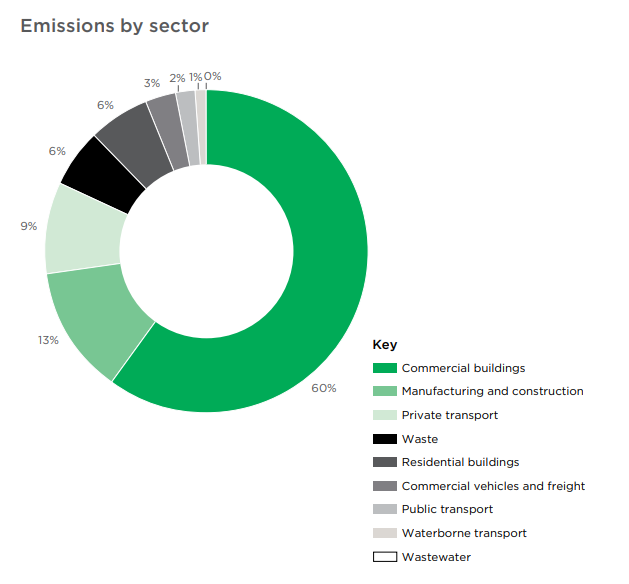 Emissions by sector
3% 2% 1% 0%
6%
6%
9%
13%
60%
Key
Commercial buildings
Manufacturing and construction
Private transport
Waste
Residential buildings
Commercial vehicles and freight
Public transport
Waterborne transport
Wastewater